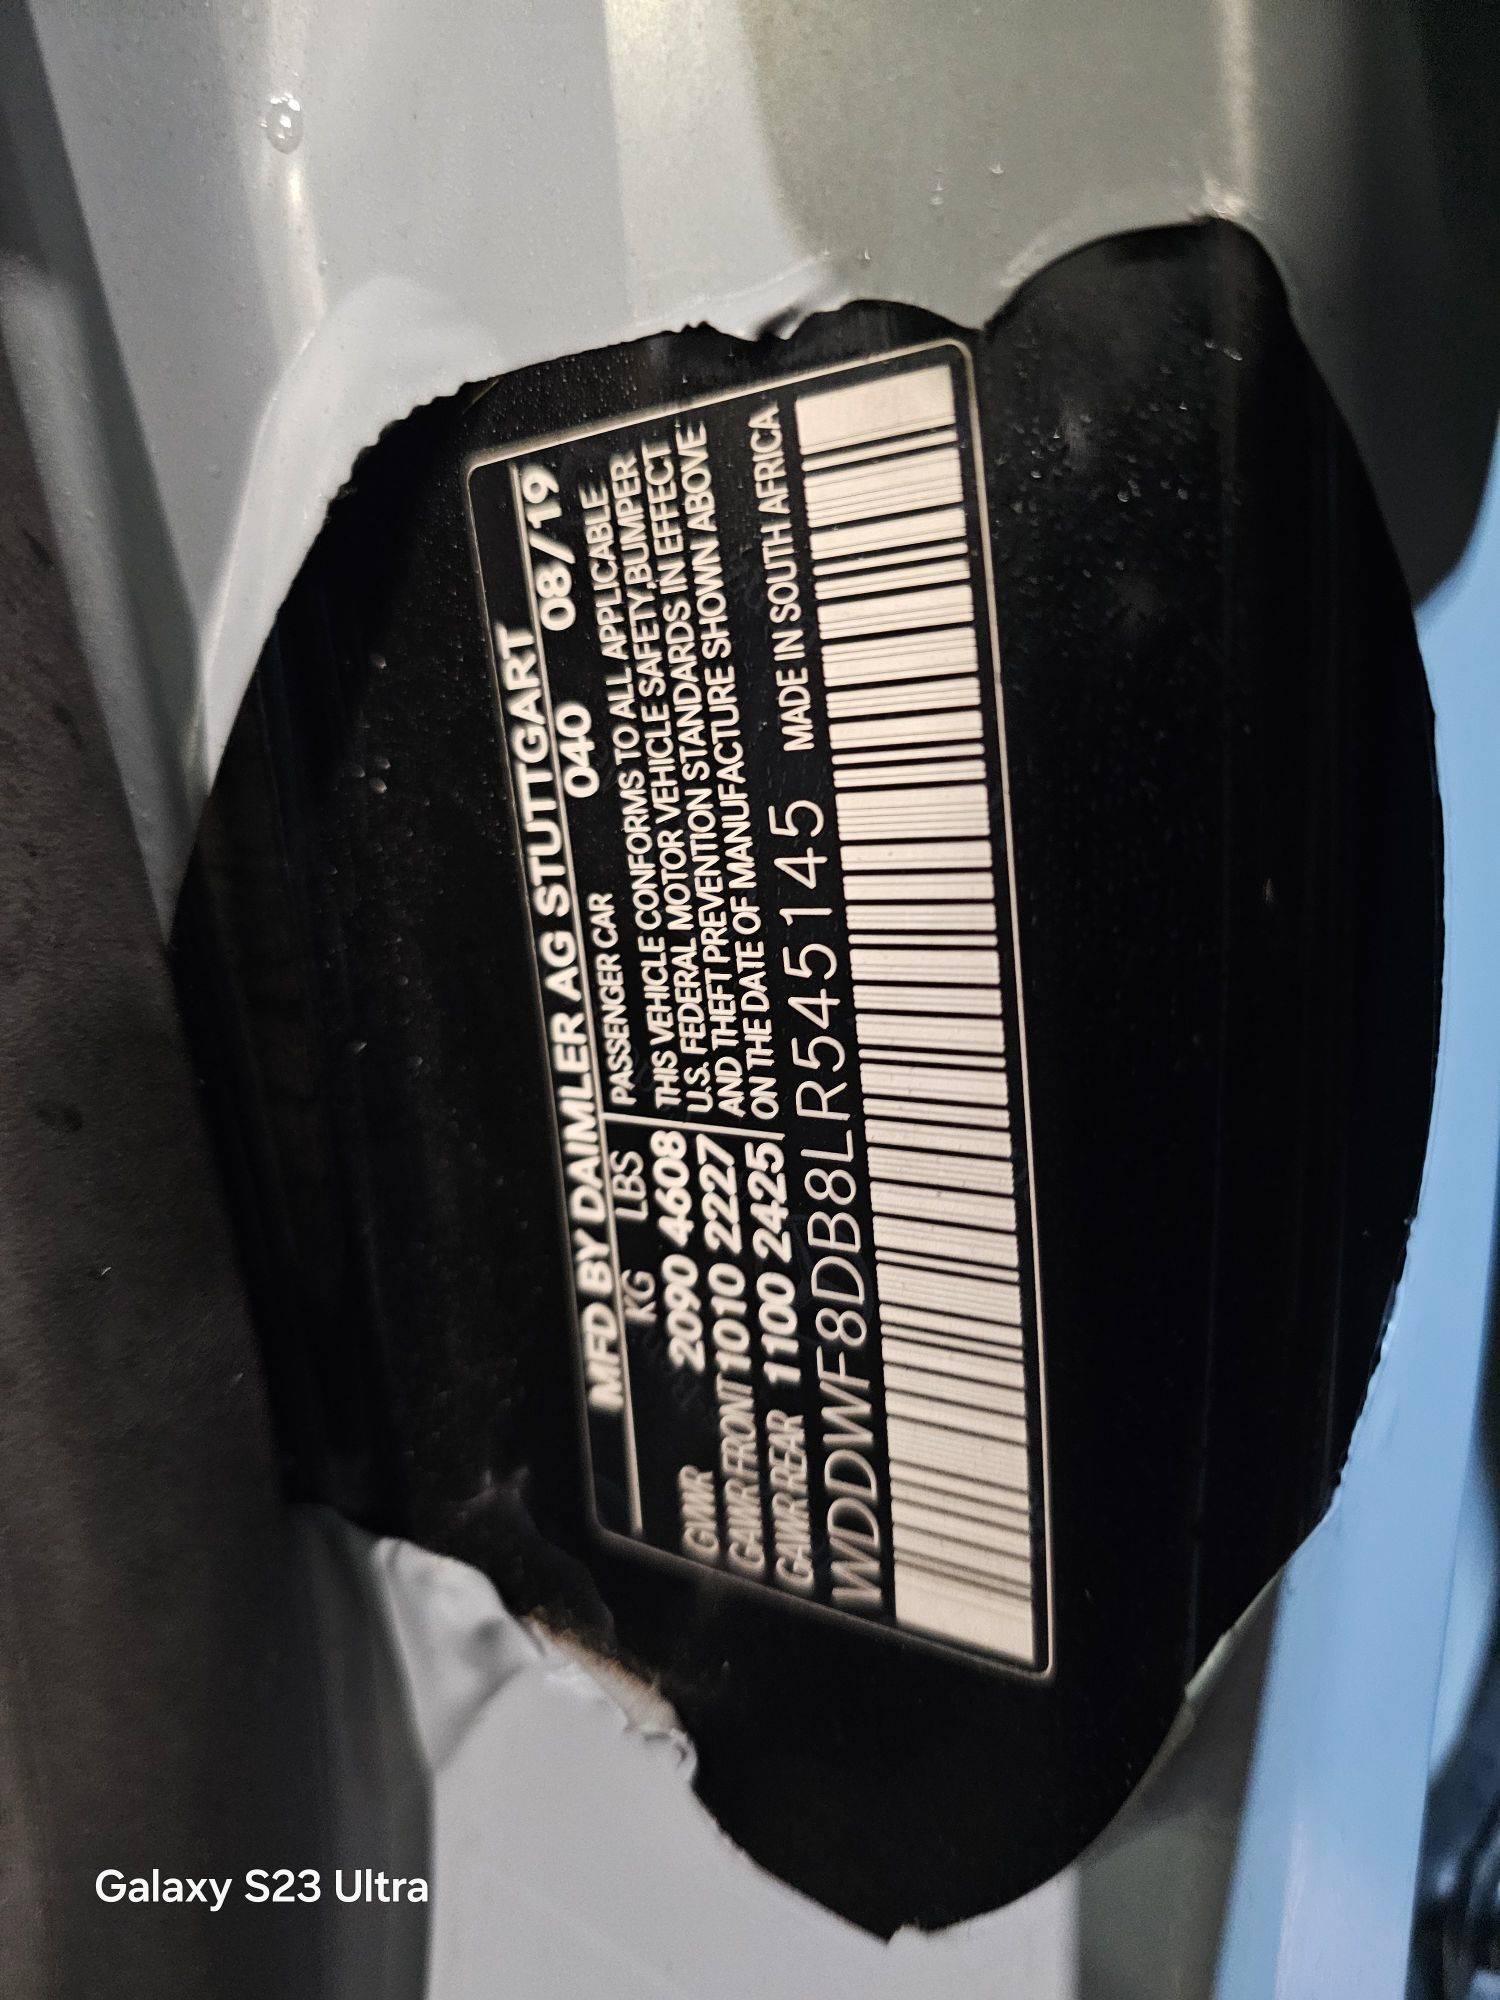 MFD BY DAIMLER AG STUTTGART
KG LBS PASSENGER CAR 040 08/19
GVWR 2090 4608
GAWR FRONT 1010 2227
GAWR REAR 1100 2425
THIS VEHICLE CONFORMS TO ALL APPLICABLE
U.S. FEDERAL MOTOR VEHICLE SAFETY,BUMPER
AND THEFT PREVENTION STANDARDS IN EFFECT
ON THE DATE OF MANUFACTURE SHOWN ABOVE
WDDWF8DB8LR545145 MADE IN SOUTH AFRICA
Galaxy S23 Ultra